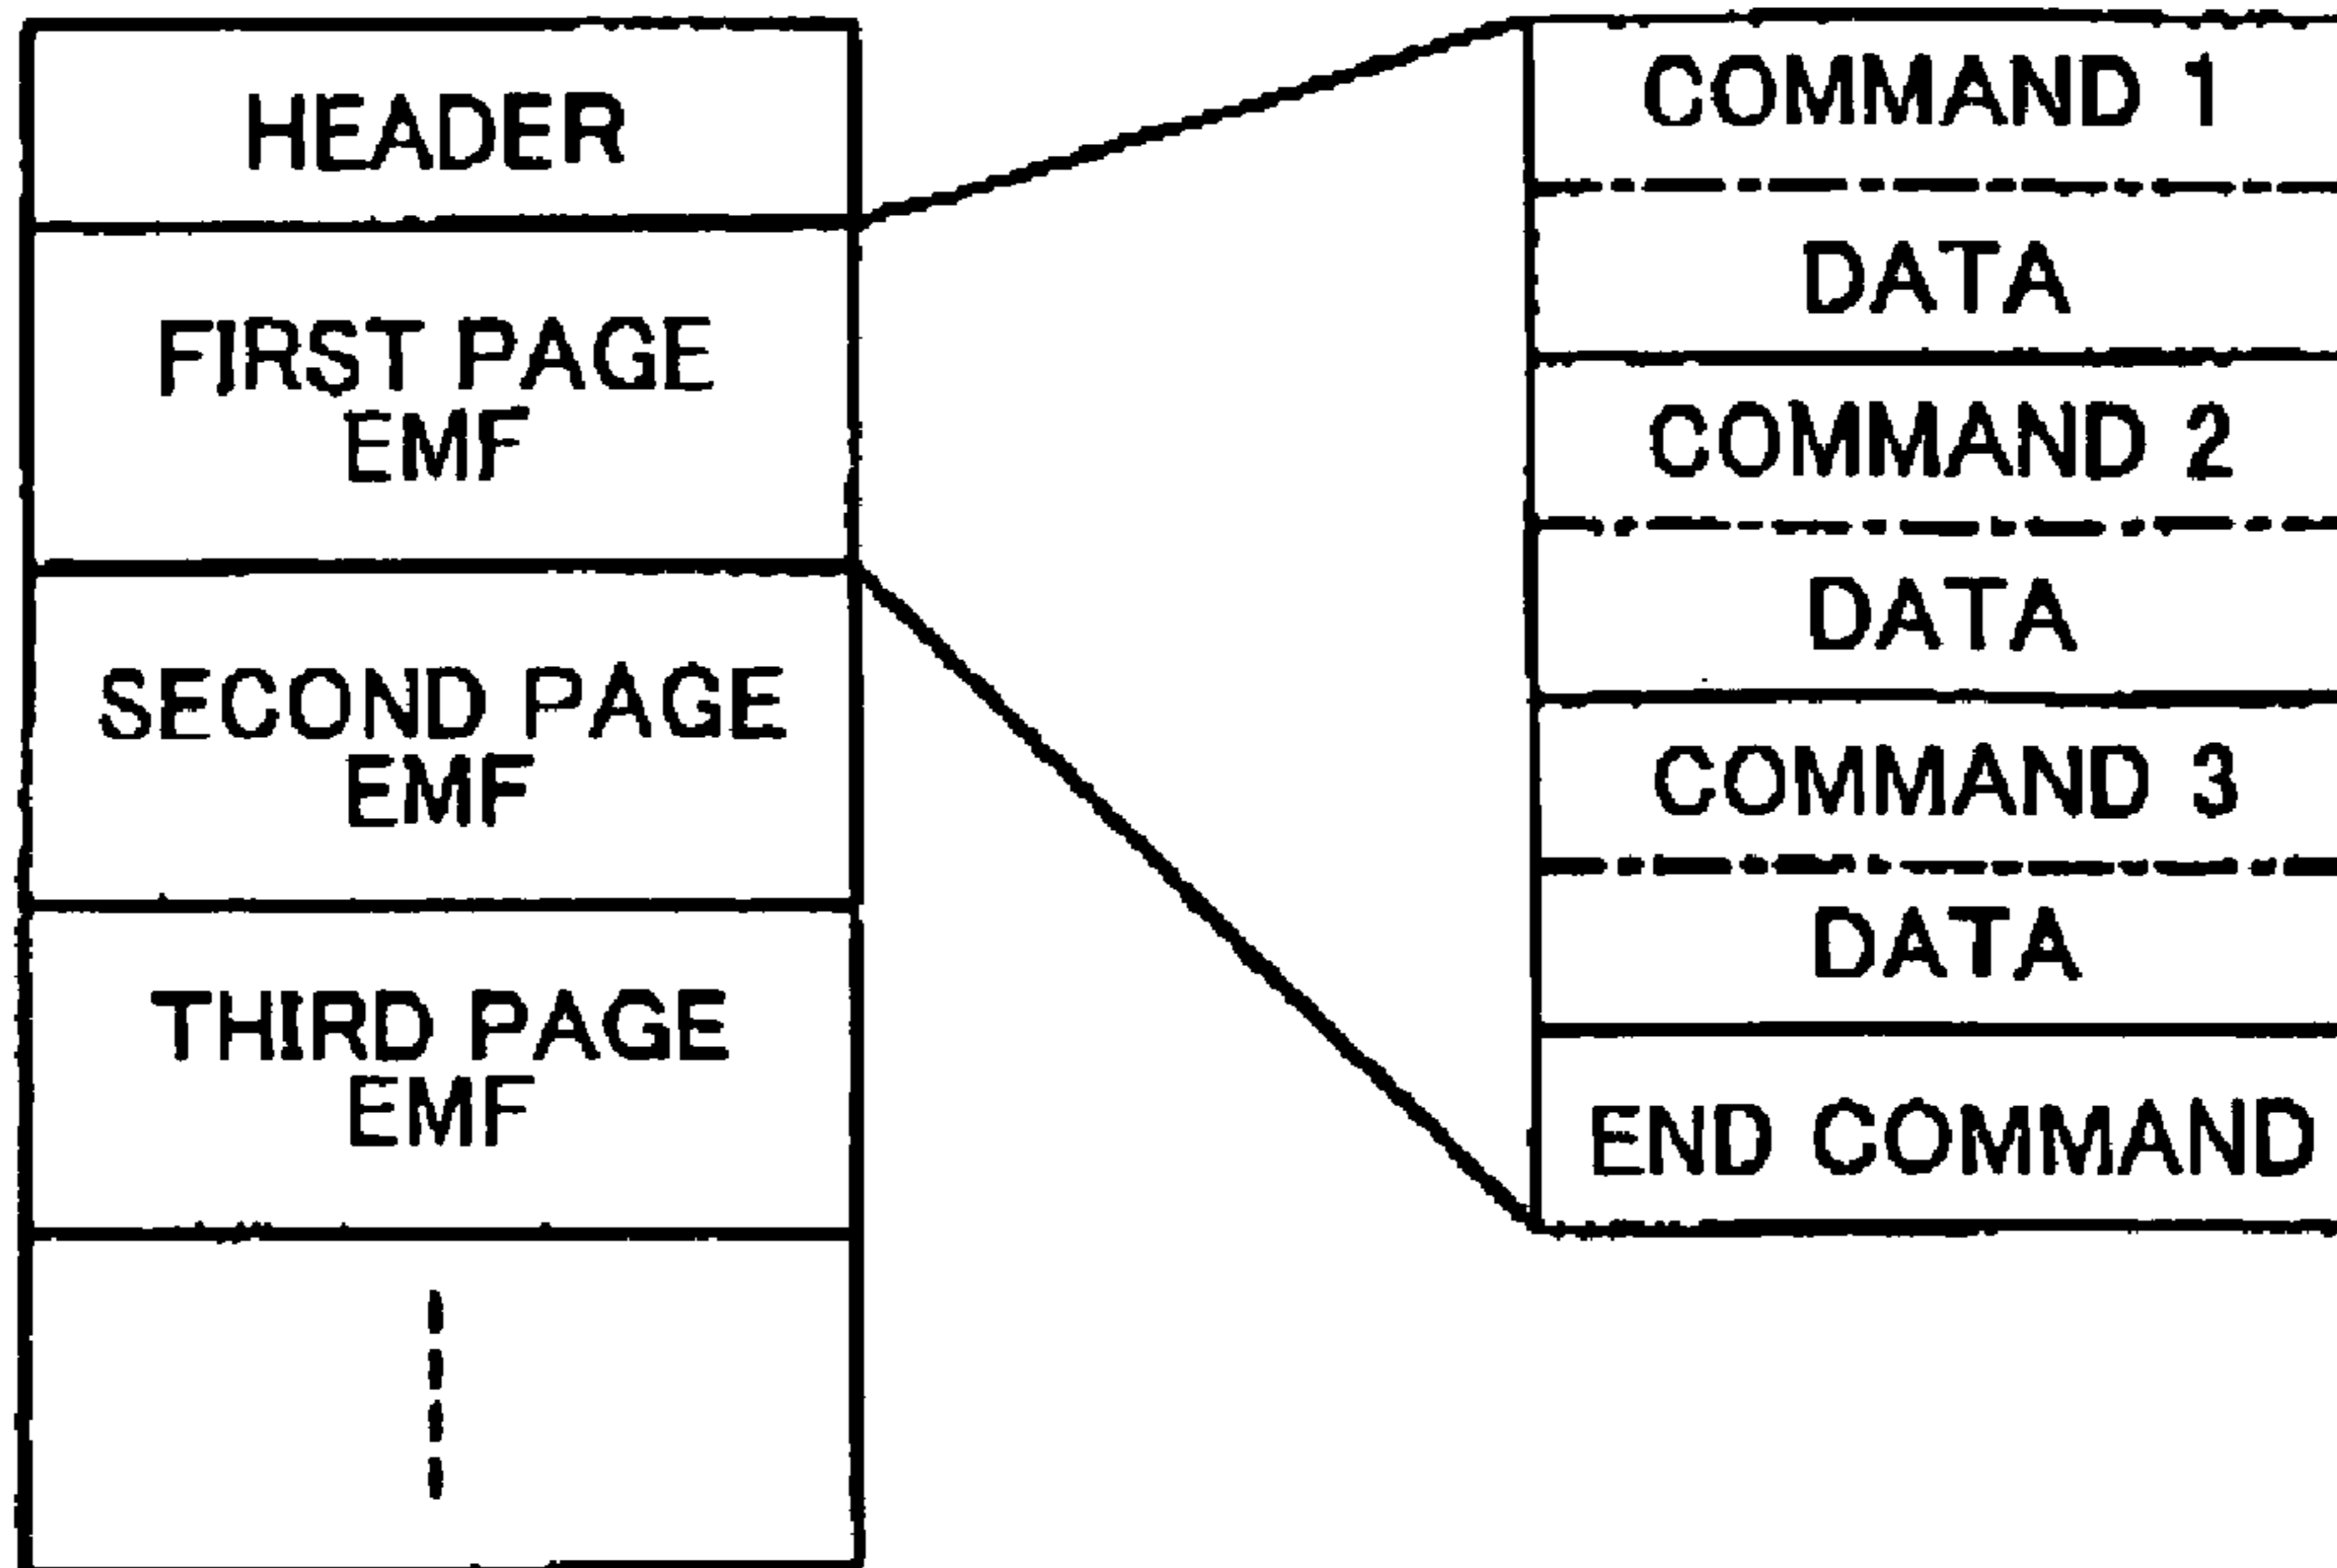 HEADER
FIRST PAGE
EMF
SECOND PAGE
EMF
THIRD PAGE
EMF
COMMAND 1
DATA
COMMAND 2
DATA
COMMAND 3
DATA
END COMMAND